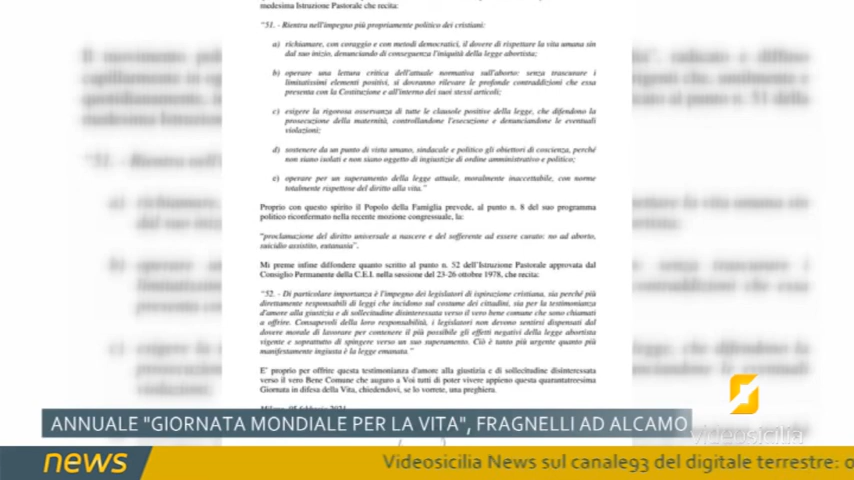 medesima Istruzione Pastorale che recita:
"51. - Rientra nell'impegno più propriamente politico dei cristiani:
a) richiamare, con coraggio e con metodi democratici, il dovere di rispettare la vita umana sin
dal suo inizio, denunciando di conseguenza l'iniquità della legge abortista;
b) operare una lettura critica dell'attuale normativa sull'aborto: senza trascurare i
limitatissimi elementi positivi, si dovranno rilevare le profonde contraddizioni che essa
presenta con la Costituzione e all'interno dei suoi stessi articoli;
c) esigere la rigorosa osservanza di tutte le clausole positive della legge, che difendono la
prosecuzione della maternità, controllandone l'esecuzione e denunciandone le eventuali
violazioni;
d) sostenere da un punto di vista umano, sindacale e politico gli obiettori di coscienza, perché
non siano isolati e non siano oggetto di ingiustizie di ordine amministrativo e politico;
e) operare per un superamento della legge attuale, moralmente inaccettabile, con norme
totalmente rispettose del diritto alla vita."
Proprio con questo spirito il Popolo della Famiglia prevede, al punto n. 8 del suo programma
politico riconfermato nella recente mozione congressuale, la:
"proclamazione del diritto universale a nascere e del sofferente ad essere curato: no ad aborto,
suicidio assistito, eutanasia".
Mi preme infine diffondere quanto scritto al punto n. 52 dell'Istruzione Pastorale approvata dal
Consiglio Permanente della C.E.I. nella sessione del 23-26 ottobre 1978, che recita:
"52. - Di particolare importanza è l'impegno dei legislatori di ispirazione cristiana, sia perché più
direttamente responsabili di leggi che incidono sul costume dei cittadini, sia per la testimonianza
d'amore alla giustizia e di sollecitudine disinteressata verso il vero bene comune che sono chiamati
a offrire. Consapevoli della loro responsabilità, i legislatori non devono sentirsi dispensati dal
dovere morale di lavorare per contenere il più possibile gli effetti negativi della legge abortista
vigente e soprattutto di spingere verso un suo superamento. Ciò è tanto più urgente quanto più
manifestamente ingiusta è la legge emanata."
E' proprio per offrire questa testimonianza d'amore alla giustizia e di sollecitudine disinteressata
verso il vero Bene Comune che auguro a Voi tutti di poter vivere appieno questa quarantatreesima
Giornata in difesa della Vita, chiedendovi, se lo vorrete, una preghiera.
ANNUALE "GIORNATA MONDIALE PER LA VITA", FRAGNELLI AD ALCAMO
videosicilia
news
Videosicilia News sul canale93 del digitale terrestre: o